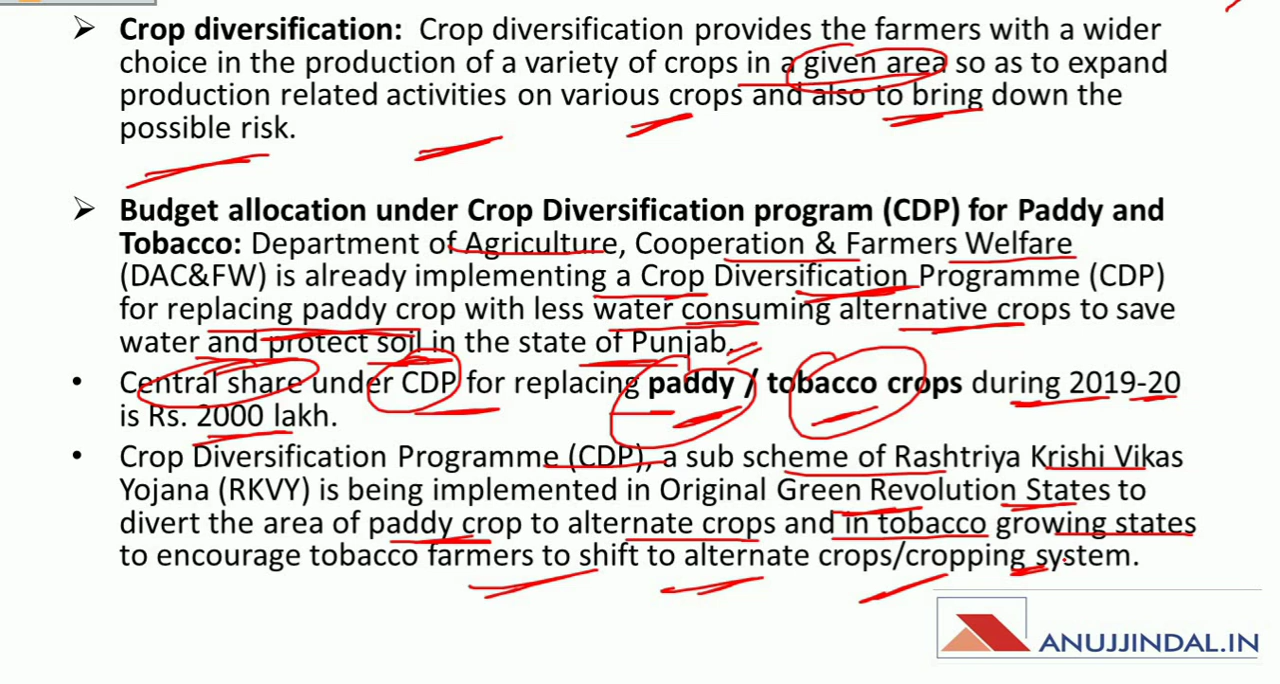 ➢ Crop diversification: Crop diversification provides the farmers with a wider
choice in the production of a variety of crops in a given area so as to expand
production related activities on various crops and also to bring down the
possible risk.
➢ Budget allocation under Crop Diversification program (CDP) for Paddy and
Tobacco: Department of Agriculture, Cooperation & Farmers Welfare
(DAC&FW) is already implementing a Crop Diversification Programme (CDP)
for replacing paddy crop with less water consuming alternative crops to save
water and protect soil in the state of Punjab.
• Central share under CDP for replacing paddy / tobacco crops during 2019-20
is Rs. 2000 lakh.
• Crop Diversification Programme (CDP), a sub scheme of Rashtriya Krishi Vikas
Yojana (RKVY) is being implemented in Original Green Revolution States to
divert the area of paddy crop to alternate crops and in tobacco growing states
to encourage tobacco farmers to shift to alternate crops/cropping system.
ANUJJINDAL.IN